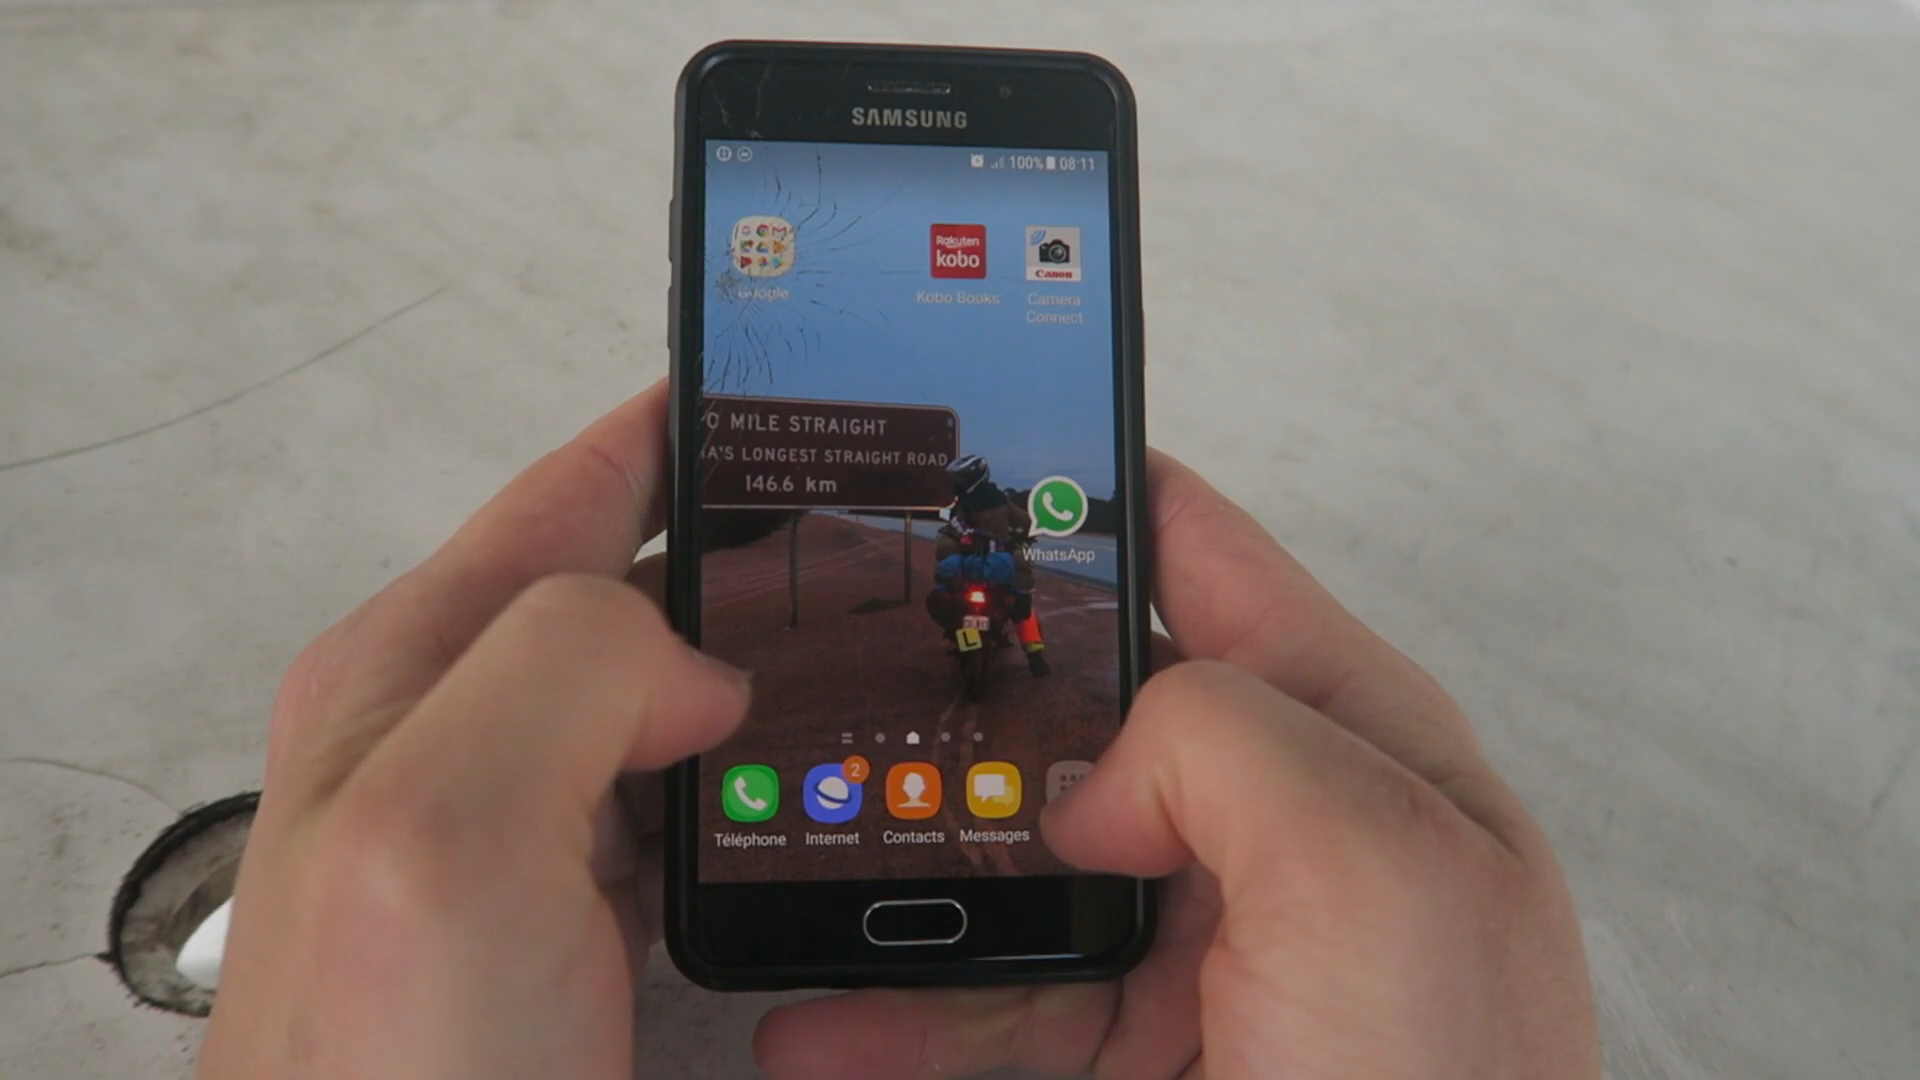 SAMSUNG
100% 08:11
Rakuten
kobo
Canon
Google
Kobo Books
Camera
Connect
MILE STRAIGHT
A'S LONGEST STRAIGHT ROAD
146.6 km
WhatsApp
L
2
Téléphone
Internet
Contacts
Messages